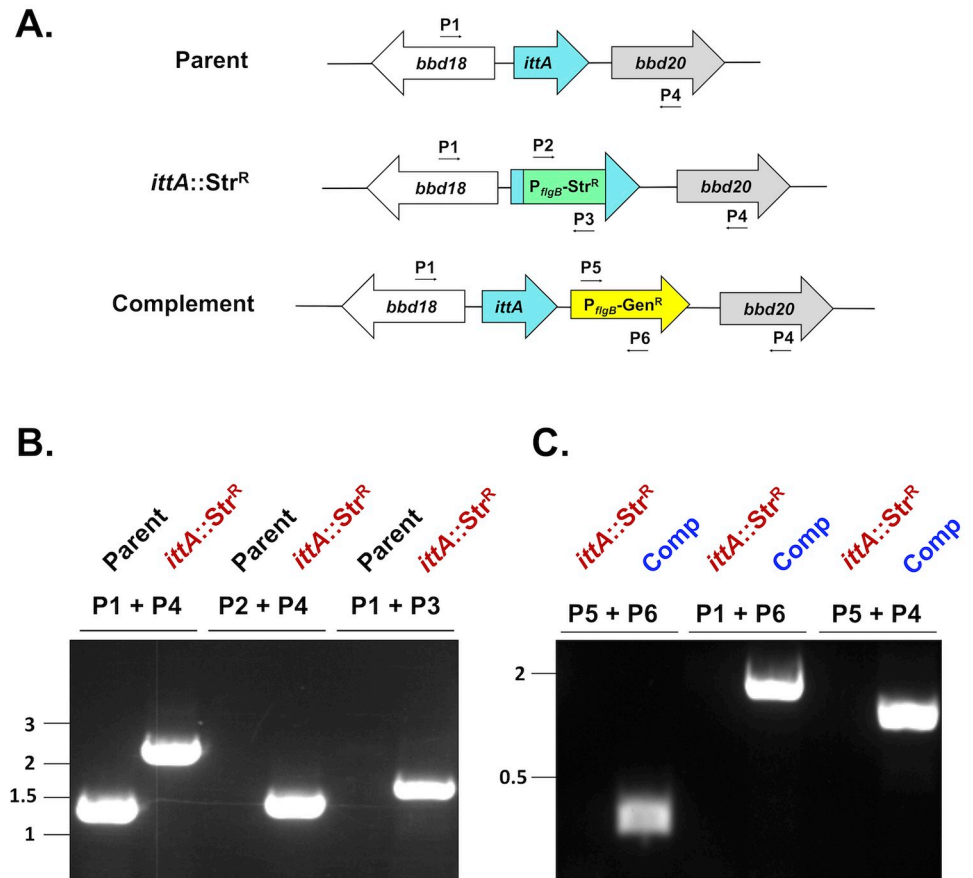 A.
P1
Parent
bbd18 ittA bbd20
P4
P1 P2
ittA::StrR
bbd18 PflgB-StrR bbd20
P3 P4
P1 P5
Complement
bbd18 ittA PflgB-GenR bbd20
P6 P4
B.
Parent ittA::StrR Parent ittA::StrR Parent ittA::StrR
P1 + P4 P2 + P4 P1 + P3
3
2
1.5
1
C.
ittA::StrR Comp ittA::StrR Comp ittA::StrR Comp
P5 + P6 P1 + P6 P5 + P4
2
0.5